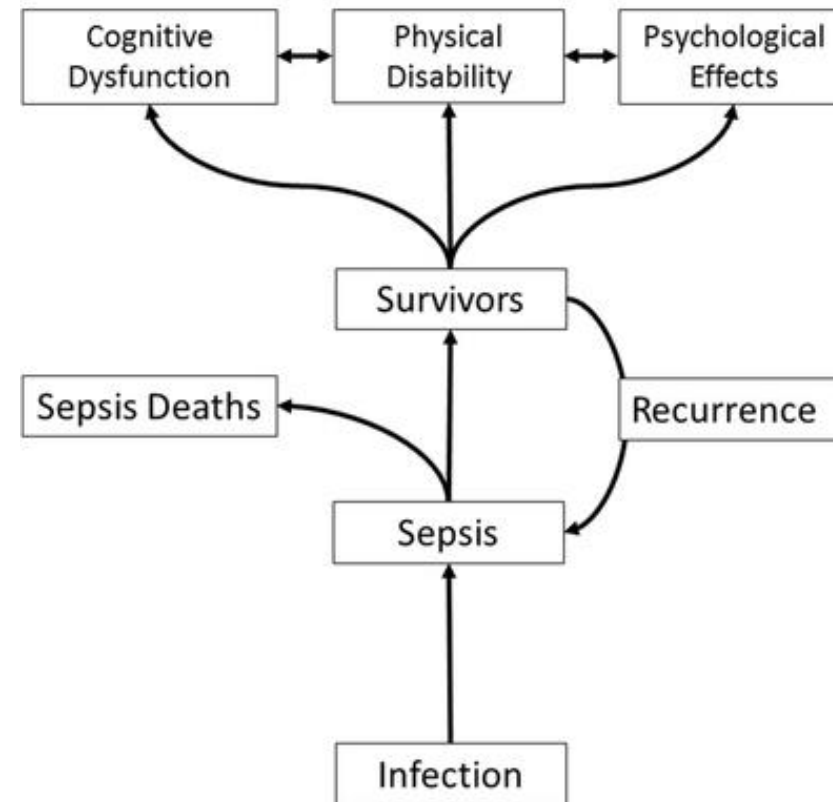 Cognitive
Dysfunction
Physical
Disability
Psychological
Effects
Survivors
Sepsis Deaths
Recurrence
Sepsis
Infection